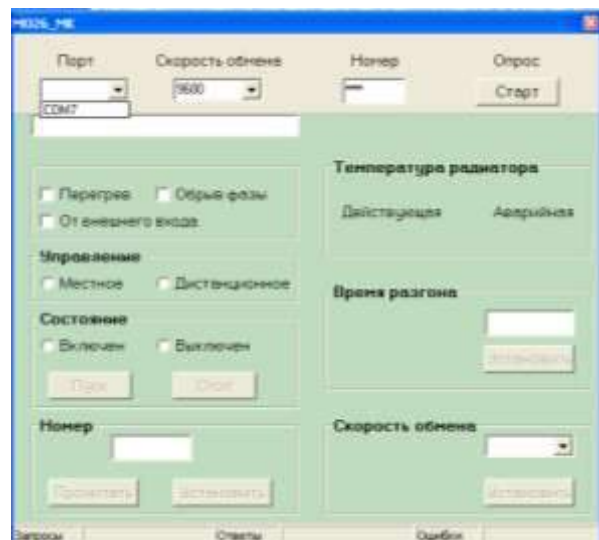 MI026_МК
Порт Скорость обмена Номер Опрос
9600 Старт
COM7
Температура радиатора
Перегрев Обрыв фазы
Действующая Аварийная
От внешнего входа
Управление
Местное Дистанционное
Время разгона
Состояние
Включен Выключен
Установить
Пуск Стоп
Номер Скорость обмена
Прочитать Установить Установить
Запросы Ответы Ошибки